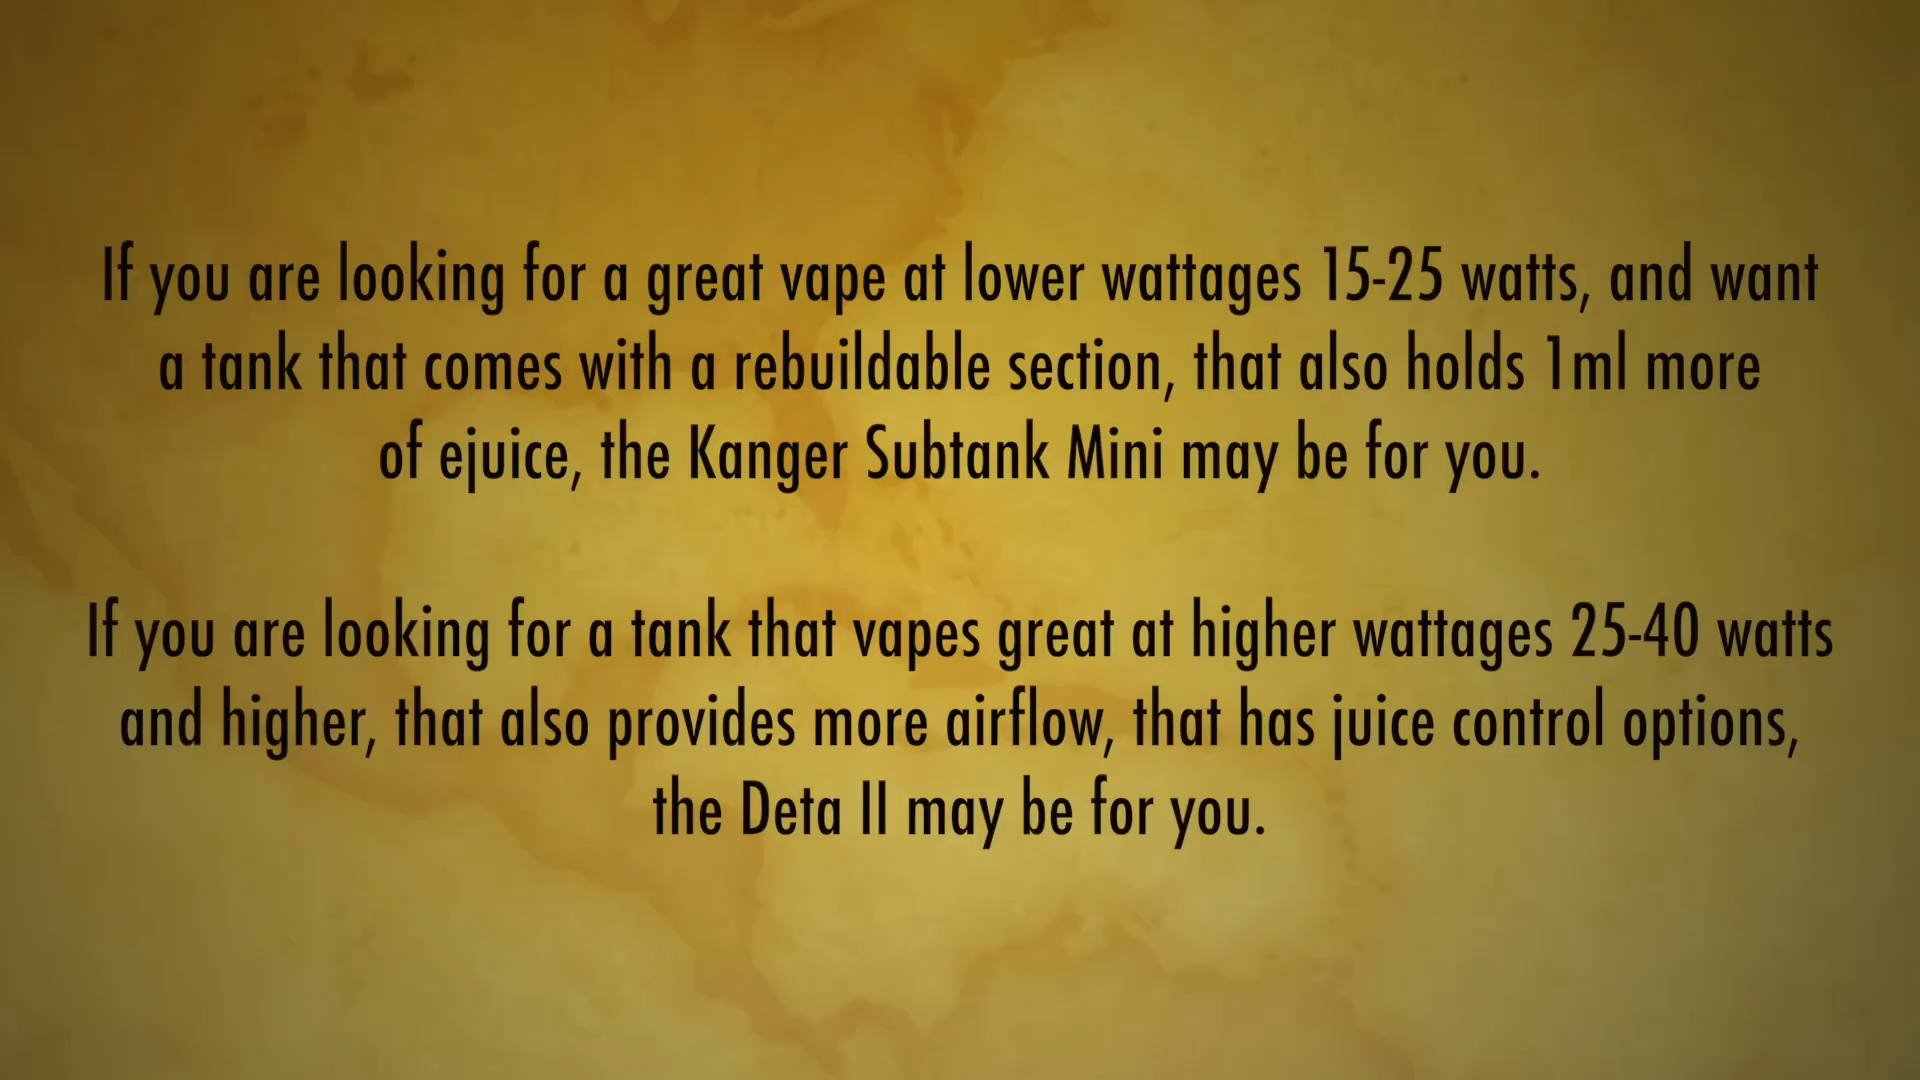 If you are looking for a great vape at lower wattages 15-25 watts, and want
a tank that comes with a rebuildable section, that also holds 1ml more
of ejuice, the Kanger Subtank Mini may be for you.
If you are looking for a tank that vapes great at higher wattages 25-40 watts
and higher, that also provides more airflow, that has juice control options,
the Deta II may be for you.